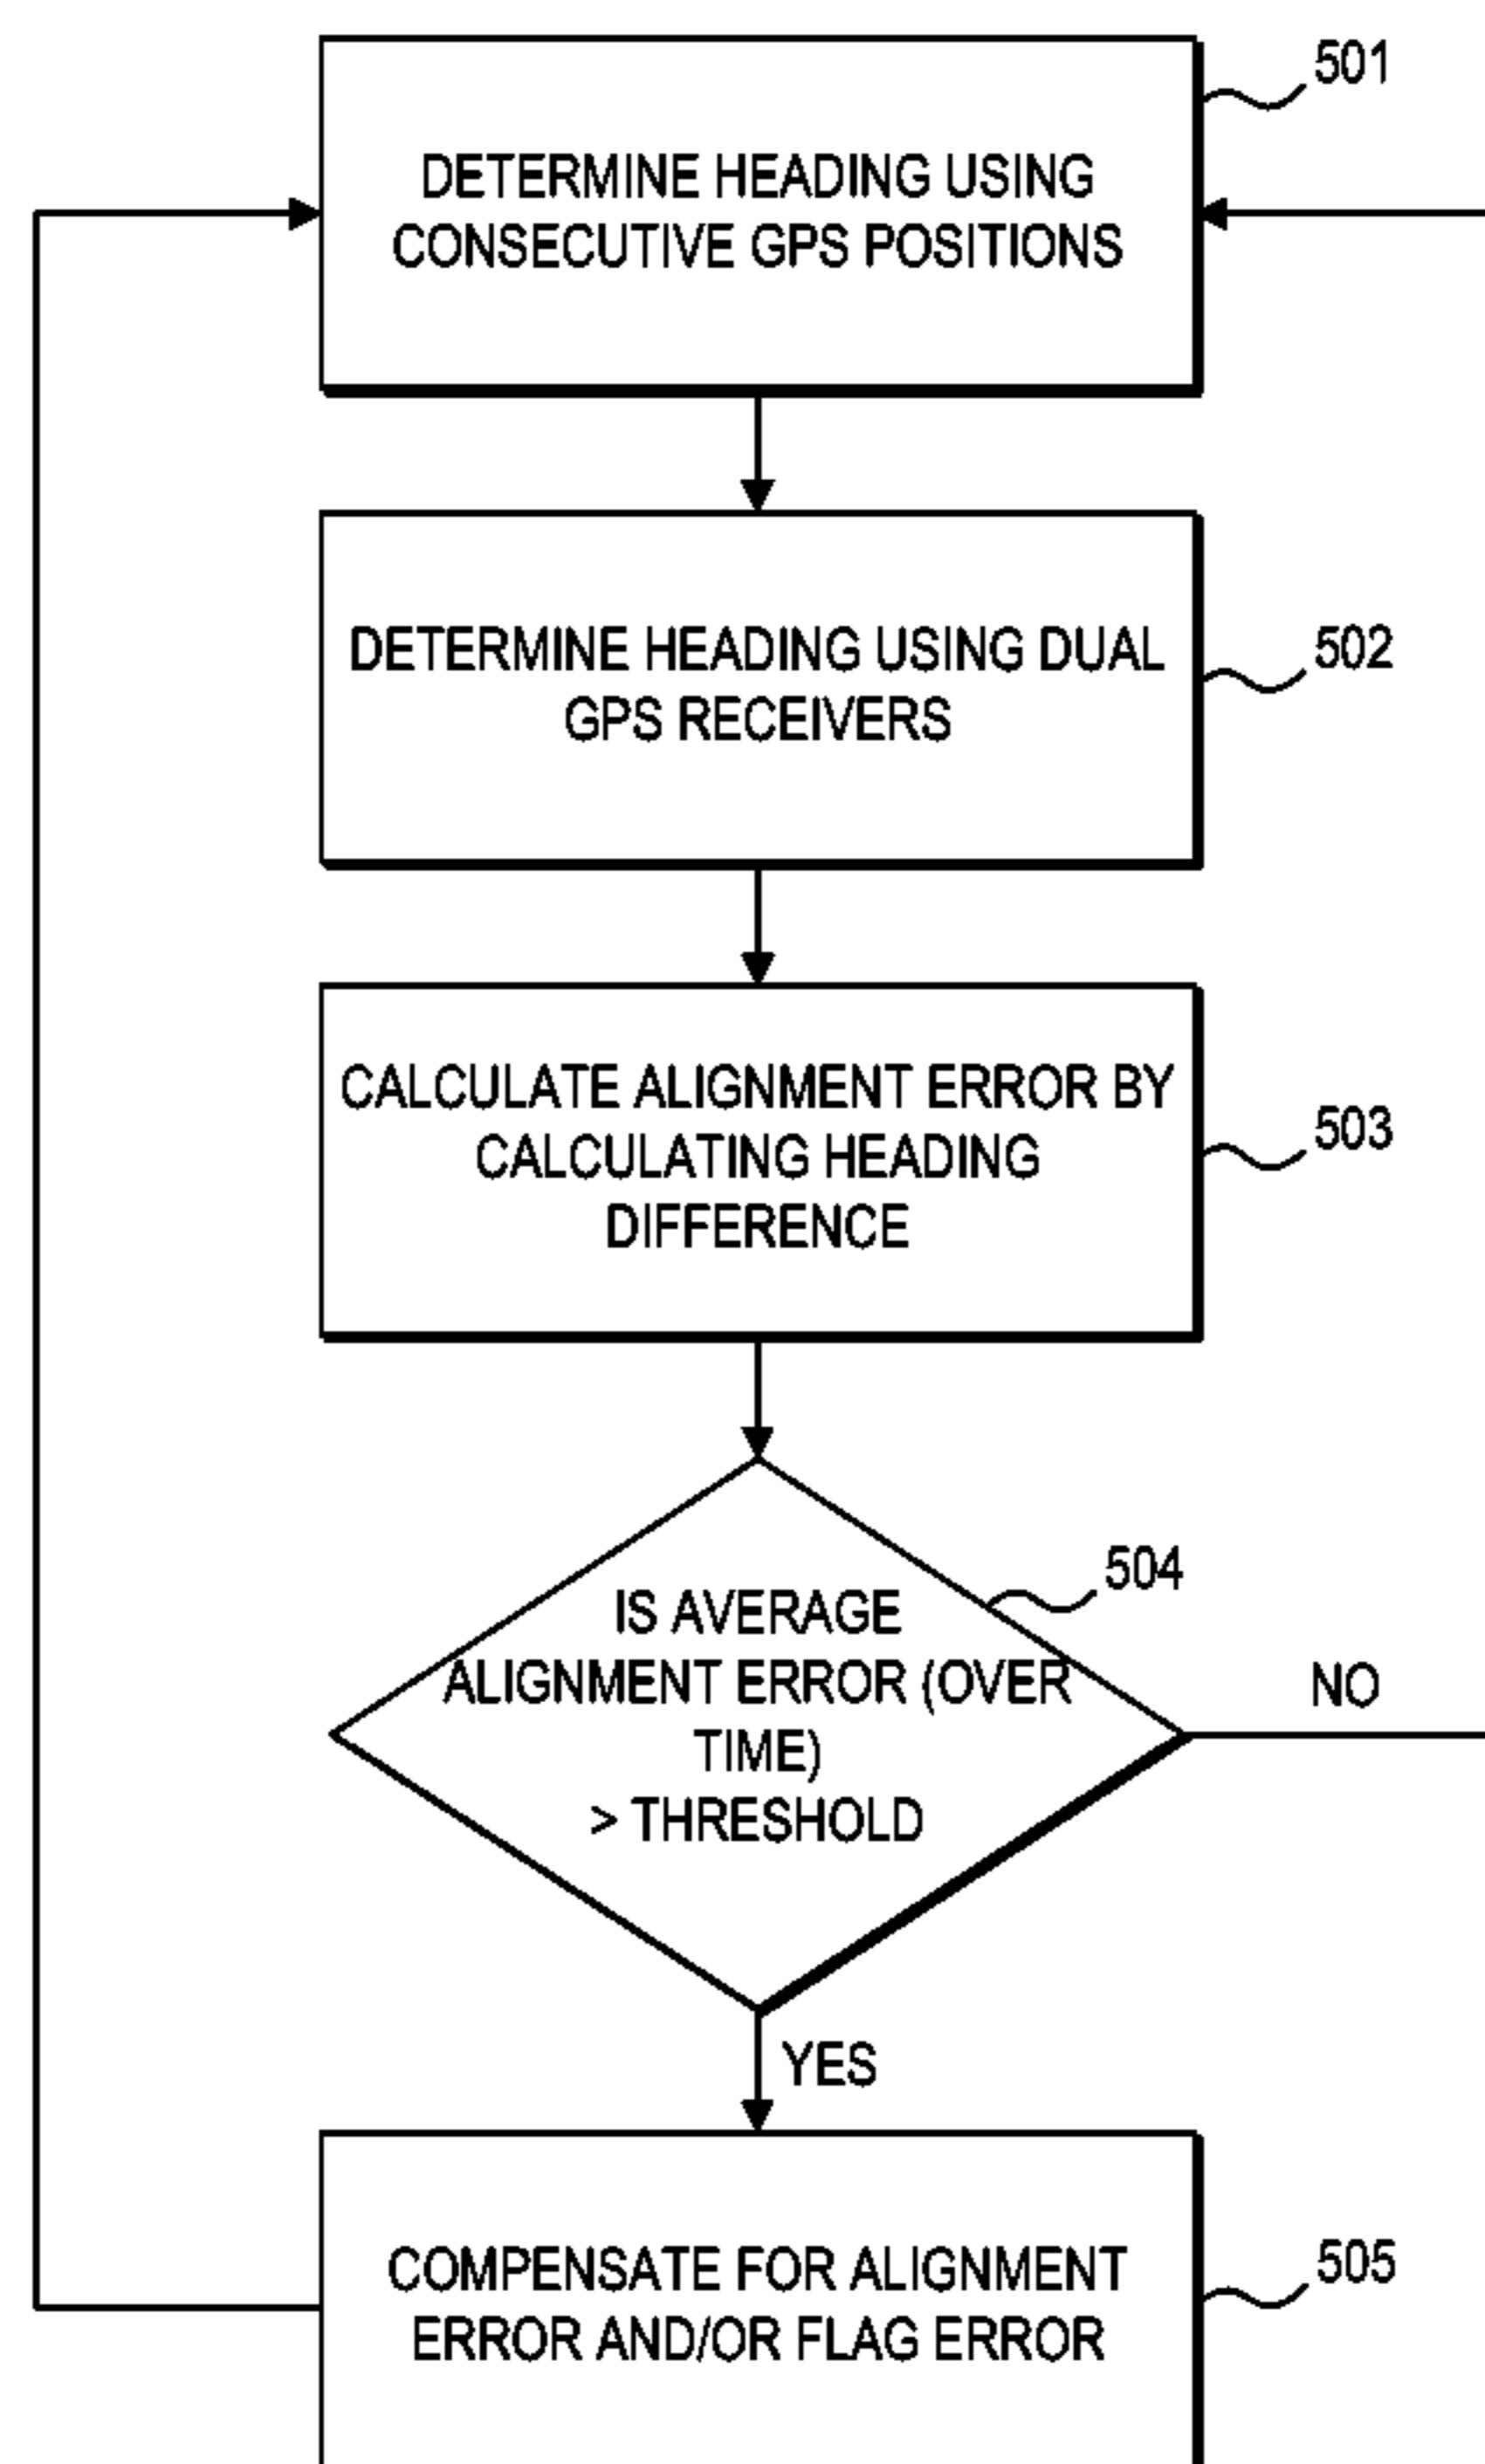 501
DETERMINE HEADING USING
CONSECUTIVE GPS POSITIONS
DETERMINE HEADING USING DUAL
GPS RECEIVERS
502
CALCULATE ALIGNMENT ERROR BY
CALCULATING HEADING
DIFFERENCE
503
504
IS AVERAGE
ALIGNMENT ERROR (OVER
TIME)
> THRESHOLD
NO
YES
COMPENSATE FOR ALIGNMENT
ERROR AND/OR FLAG ERROR
505